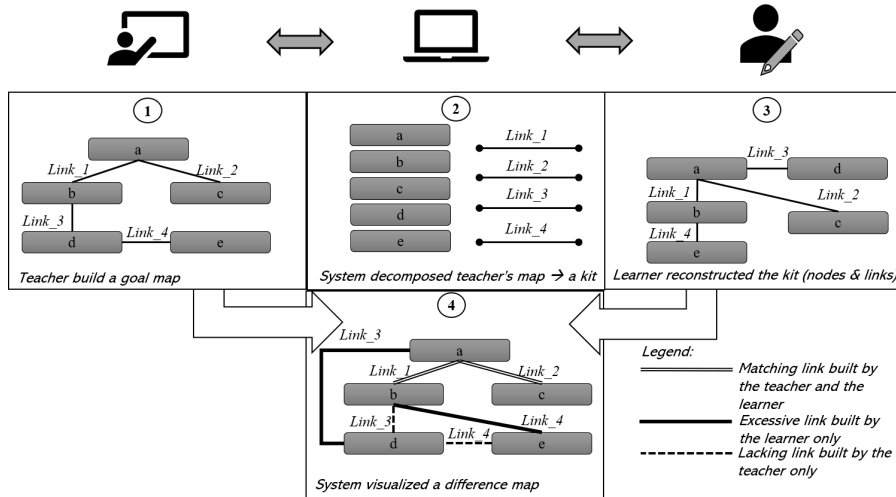 1
a
Link_1
Link_2
b
c
Link_3
d
Link_4
e
Teacher build a goal map
2
a
b
c
d
e
Link_1
Link_2
Link_3
Link_4
System decomposed teacher's map → a kit
3
Link_3
a
d
Link_1
Link_2
b
c
Link_4
e
Learner reconstructed the kit (nodes & links)
4
Link_3
a
Link_1
Link_2
b
c
Link_3
Link_4
Link_4
d
e
System visualized a difference map
Legend:
Matching link built by
the teacher and the
learner
Excessive link built by
the learner only
Lacking link built by the
teacher only